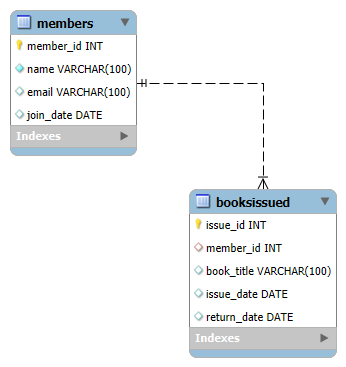 members
member_id INT
name VARCHAR(100)
email VARCHAR(100)
join_date DATE
Indexes
booksissued
issue_id INT
member_id INT
book_title VARCHAR(100)
issue_date DATE
return_date DATE
Indexes